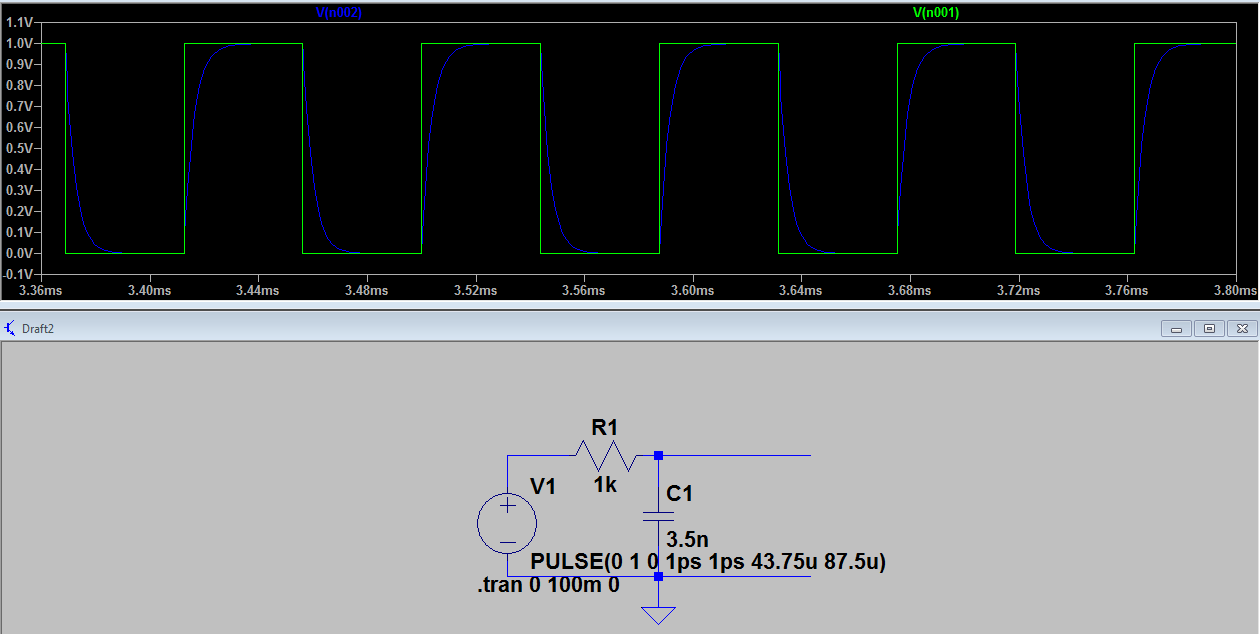 V(n002) V(n001)
1.1V
1.0V
0.9V
0.8V
0.7V
0.6V
0.5V
0.4V
0.3V
0.2V
0.1V
0.0V
-0.1V
3.36ms 3.40ms 3.44ms 3.48ms 3.52ms 3.56ms 3.60ms 3.64ms 3.68ms 3.72ms 3.76ms 3.80ms
Draft2
R1
V1 1k C1
3.5n
PULSE(0 1 0 1ps 1ps 43.75u 87.5u)
.tran 0 100m 0